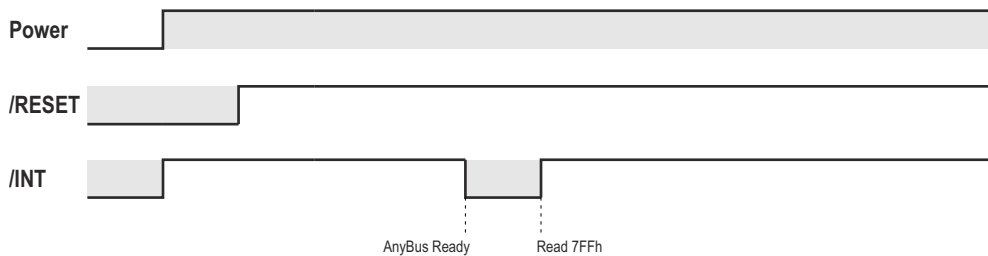 Power
/RESET
/INT
AnyBus Ready
Read 7FFh